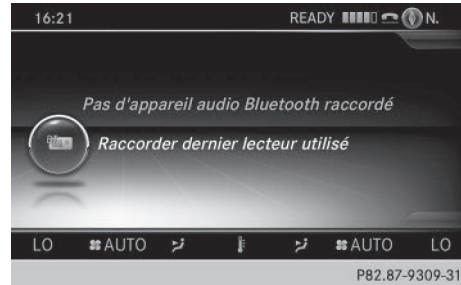 16:21 READY N.
Pas d'appareil audio Bluetooth raccordé
Raccorder dernier lecteur utilisé
LO AUTO AUTO LO
P82.87-9309-31